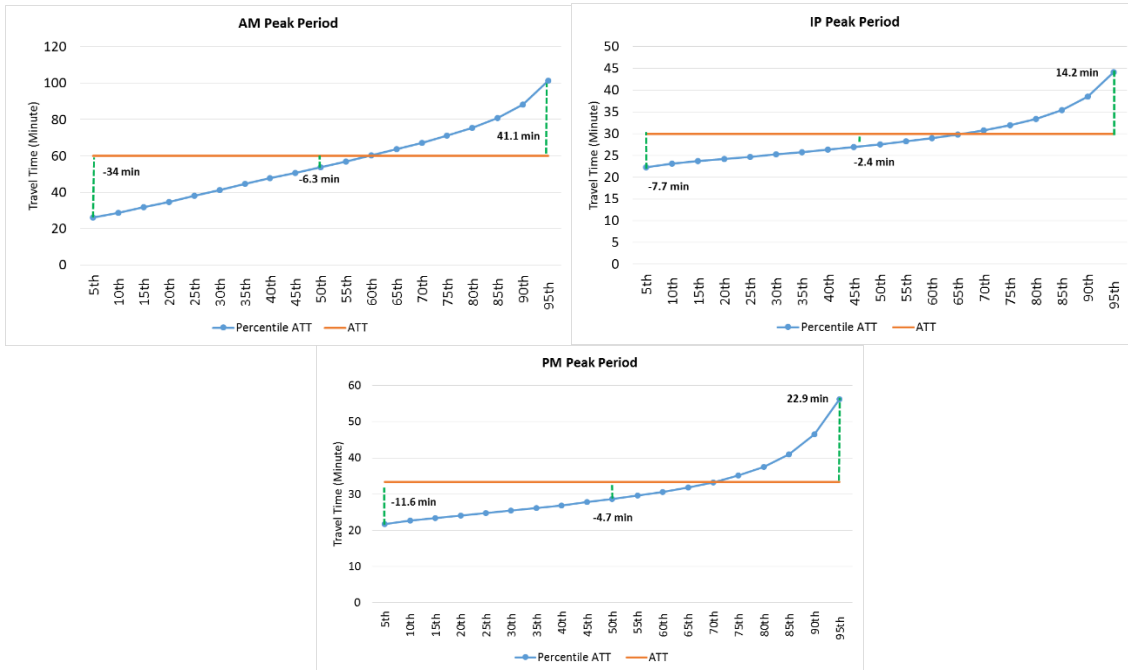 AM Peak Period
120
100
80
60
40
20
0
Travel Time (Minute)
-34 min
-6.3 min
41.1 min
5th
10th
15th
20th
25th
30th
35th
40th
45th
50th
55th
60th
65th
70th
75th
80th
85th
90th
95th
Percentile ATT
ATT
IP Peak Period
50
45
40
35
30
25
20
15
10
5
0
Travel Time (Minute)
-7.7 min
-2.4 min
14.2 min
5th
10th
15th
20th
25th
30th
35th
40th
45th
50th
55th
60th
65th
70th
75th
80th
85th
90th
95th
Percentile ATT
ATT
PM Peak Period
60
50
40
30
20
10
0
Travel Time (Minute)
-11.6 min
-4.7 min
22.9 min
5th
10th
15th
20th
25th
30th
35th
40th
45th
50th
55th
60th
65th
70th
75th
80th
85th
90th
95th
Percentile ATT
ATT